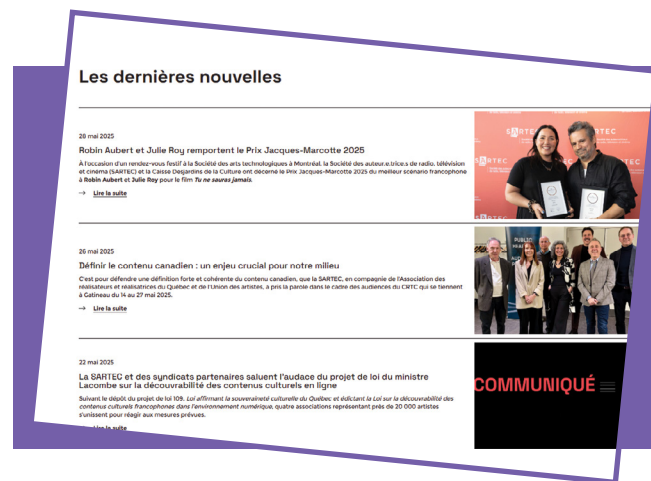 Les dernières nouvelles
28 mai 2025
Robin Aubert et Julie Roy remportent le Prix Jacques-Marcotte 2025
À l'occasion d'un rendez-vous festif à la Société des arts technologiques à Montréal, la Société des auteur.e.trice.s de radio, télévision
et cinéma (SARTEC) et la Caisse Desjardins de la Culture ont décerné le Prix Jacques-Marcotte 2025 du meilleur scénario francophone
à Robin Aubert et Julie Roy pour le film Tu ne sauras jamais.
→ Lire la suite
SARTEC
ARTEC
26 mai 2025
Définir le contenu canadien : un enjeu crucial pour notre milieu
C'est pour défendre une définition forte et cohérente du contenu canadien, que la SARTEC, en compagnie de l'Association des
réalisateurs et réalisatrices du Québec et de l'Union des artistes, a pris la parole dans le cadre des audiences du CRTC qui se tiennent
à Gatineau du 14 au 27 mai 2025.
→ Lire la suite
PUBLIC
22 mai 2025
La SARTEC et des syndicats partenaires saluent l'audace du projet de loi du ministre
Lacombe sur la découvrabilité des contenus culturels en ligne
Suivant le dépôt du projet de loi 109, Loi affirmant la souveraineté culturelle du Québec et édictant la Loi sur la découvrabilité des
contenus culturels francophones dans l'environnement numérique, quatre associations représentant près de 20 000 artistes
s'unissent pour réagir aux mesures prévues.
Lire la suite
COMMUNIQUÉ